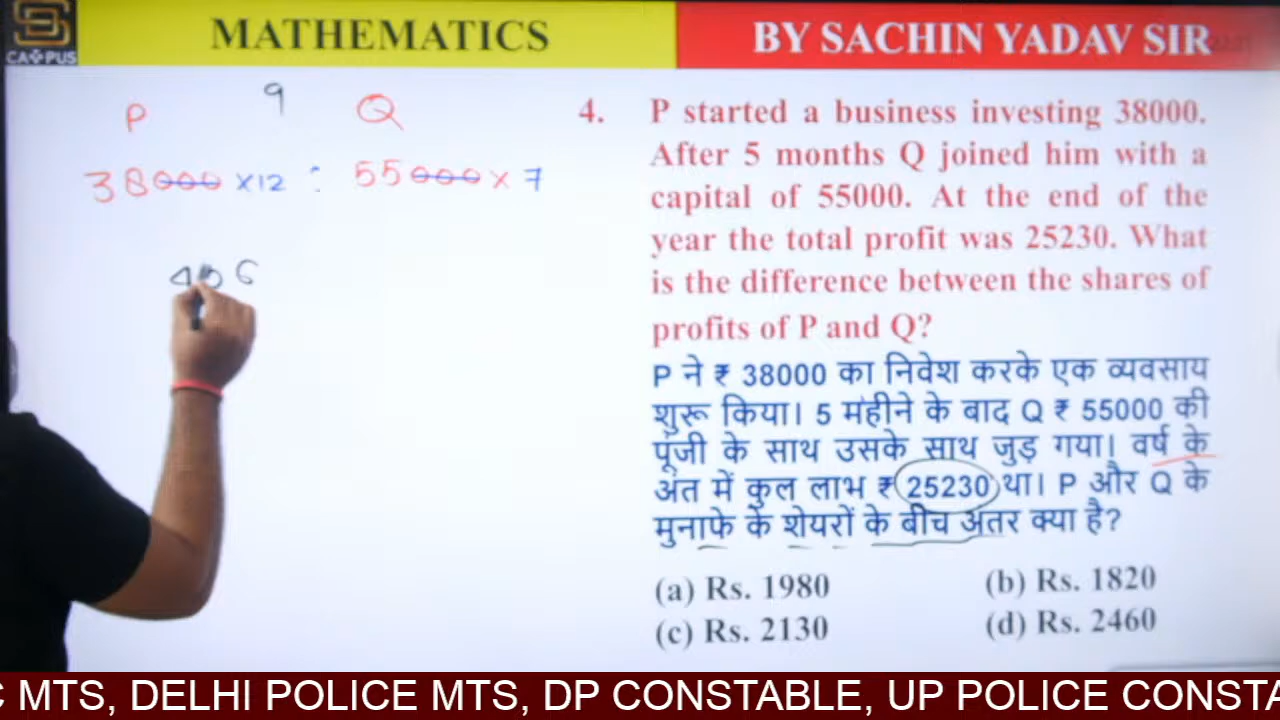 CAMPUS
MATHEMATICS
BY SACHIN YADAV SIR
P 9 Q
38000 x12 : 55000 x 7
456
4. P started a business investing 38000.
After 5 months Q joined him with a
capital of 55000. At the end of the
year the total profit was 25230. What
is the difference between the shares of
profits of P and Q?
P ने ₹ 38000 का निवेश करके एक व्यवसाय
शुरू किया। 5 महीने के बाद Q ₹ 55000 की
पूंजी के साथ उसके साथ जुड़ गया। वर्ष के
अंत में कुल लाभ ₹ 25230 था। P और Q के
मुनाफे के शेयरों के बीच अंतर क्या है?
(a) Rs. 1980 (b) Rs. 1820
(c) Rs. 2130 (d) Rs. 2460
MTS, DELHI POLICE MTS, DP CONSTABLE, UP POLICE CONSTA